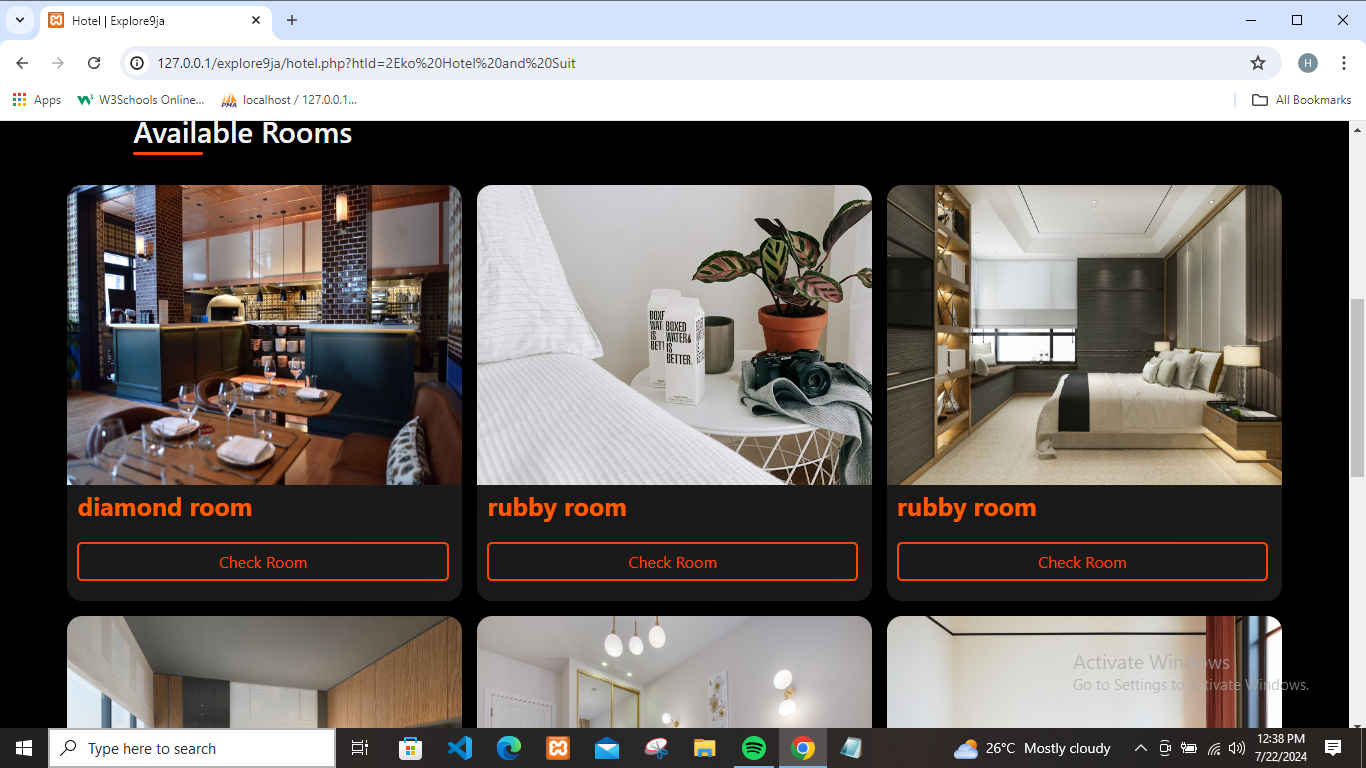 Hotel | Explore9ja
127.0.0.1/explore9ja/hotel.php?htId=2Eko%20Hotel%20and%20Suit
H
Apps
W3Schools Online...
PMA
localhost / 127.0.0.1...
All Bookmarks
Available Rooms
BOXED
WATER
IS
BETTER.
diamond room
rubby room
rubby room
Check Room
Check Room
Check Room
Activate Windows
Go to Settings to activate Windows.
Type here to search
26°C Mostly cloudy
12:38 PM
7/22/2024